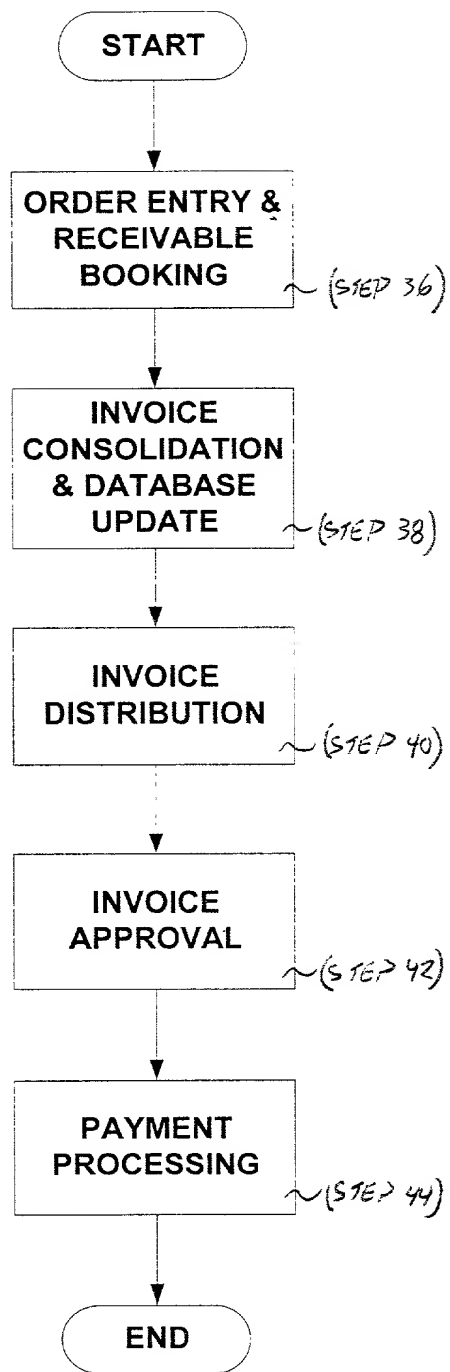 START
ORDER ENTRY &
RECEIVABLE
BOOKING
(STEP 36)
INVOICE
CONSOLIDATION
& DATABASE
UPDATE
(STEP 38)
INVOICE
DISTRIBUTION
(STEP 40)
INVOICE
APPROVAL
(STEP 42)
PAYMENT
PROCESSING
(STEP 44)
END